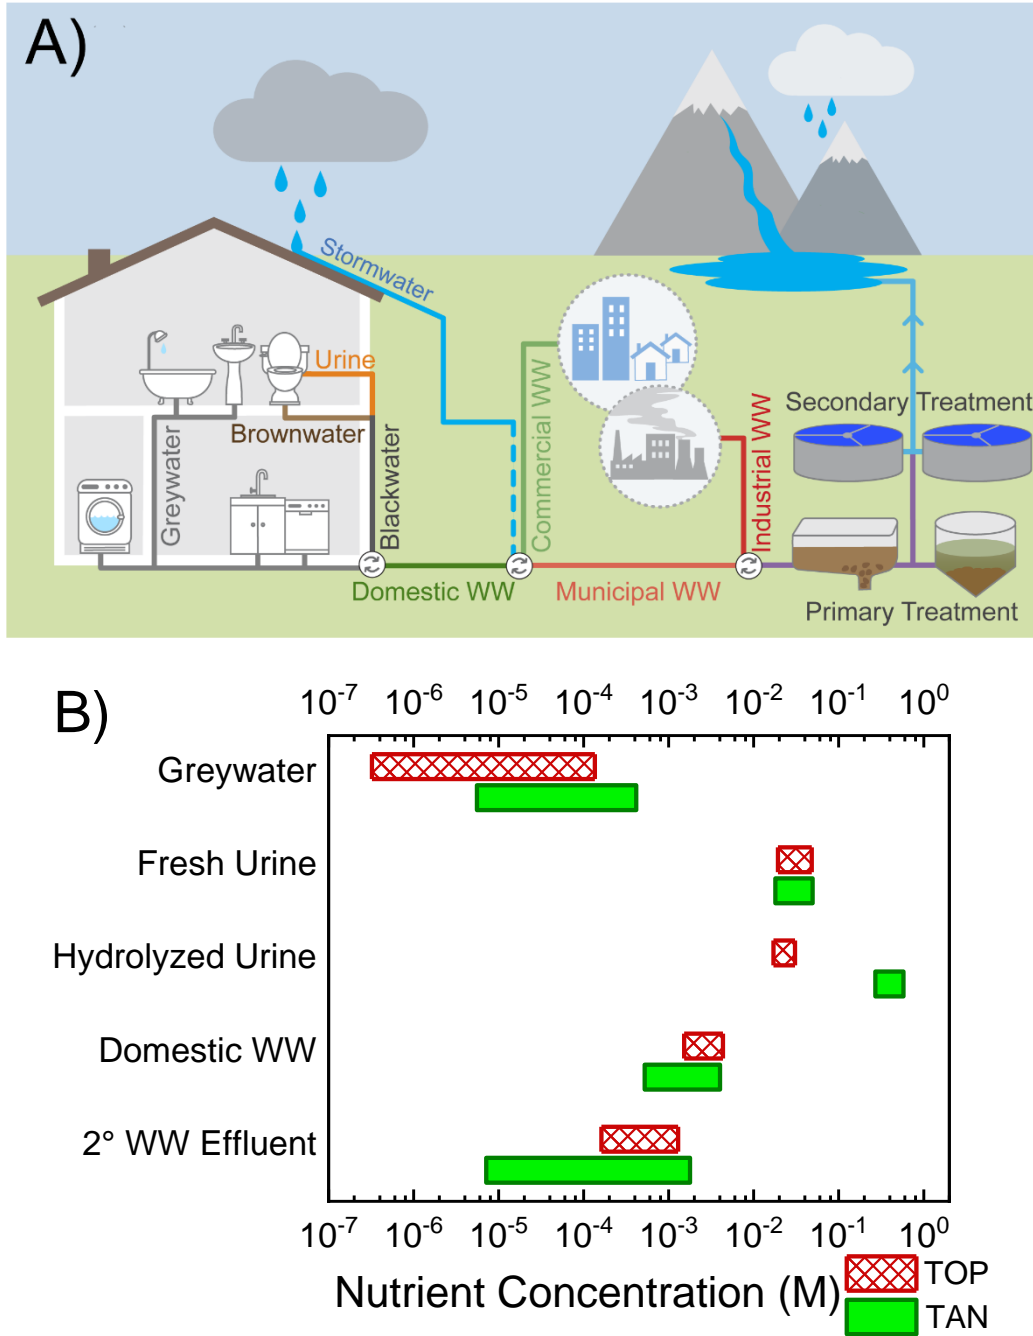 A)
Stormwater
Urine
Brownwater
Greywater
Blackwater
Commercial WW
Industrial WW
Secondary Treatment
Domestic WW
Municipal WW
Primary Treatment
B)
10⁻⁷ 10⁻⁶ 10⁻⁵ 10⁻⁴ 10⁻³ 10⁻² 10⁻¹ 10⁰
Greywater
Fresh Urine
Hydrolyzed Urine
Domestic WW
2° WW Effluent
10⁻⁷ 10⁻⁶ 10⁻⁵ 10⁻⁴ 10⁻³ 10⁻² 10⁻¹ 10⁰
Nutrient Concentration (M)
TOP
TAN